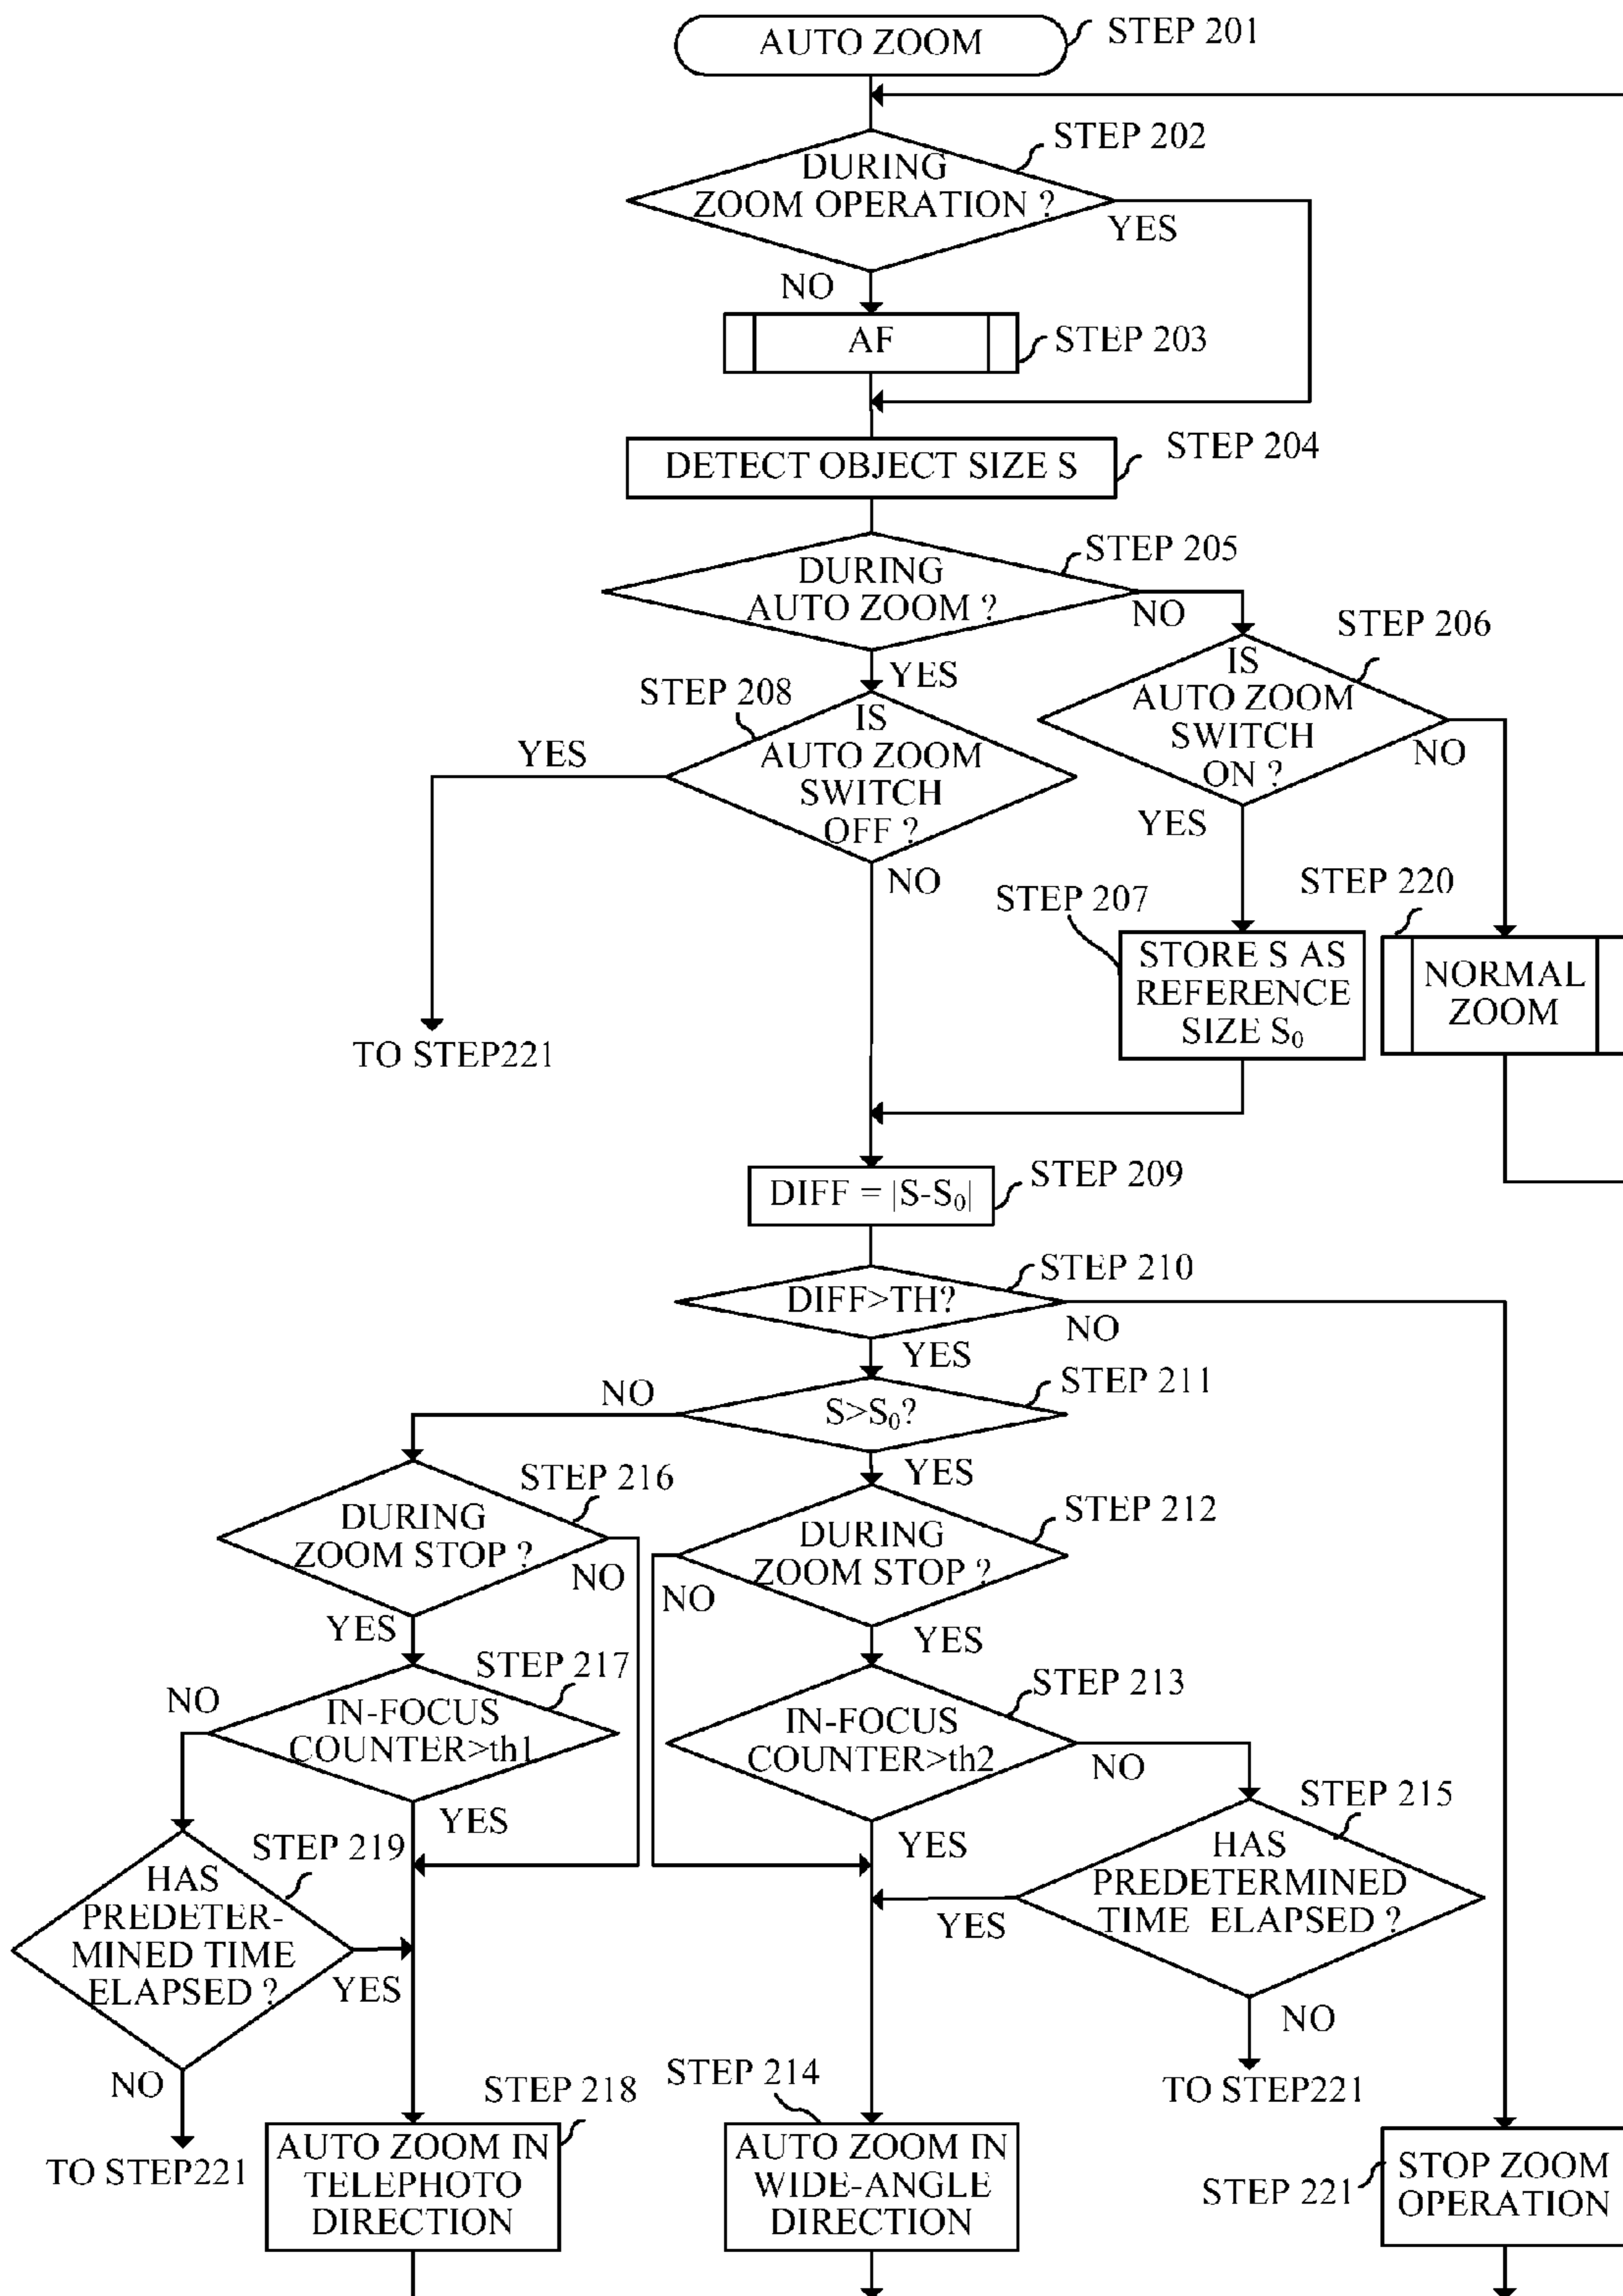 AUTO ZOOM
STEP 201
STEP 202
DURING
ZOOM OPERATION ?
YES
NO
AF
STEP 203
DETECT OBJECT SIZE S
STEP 204
STEP 205
DURING
AUTO ZOOM ?
NO
YES
STEP 206
IS
AUTO ZOOM
SWITCH
ON ?
NO
YES
STEP 208
IS
AUTO ZOOM
SWITCH
OFF ?
YES
NO
TO STEP221
STEP 207
STORE S AS
REFERENCE
SIZE S0
STEP 220
NORMAL
ZOOM
DIFF = |S-S0|
STEP 209
STEP 210
DIFF>TH?
NO
YES
STEP 211
S>S0?
NO
YES
STEP 216
DURING
ZOOM STOP ?
NO
YES
STEP 212
DURING
ZOOM STOP ?
NO
YES
STEP 217
IN-FOCUS
COUNTER>th1
NO
YES
STEP 213
IN-FOCUS
COUNTER>th2
NO
YES
STEP 215
HAS
PREDETERMINED
TIME ELAPSED ?
YES
NO
TO STEP221
STEP 219
HAS
PREDETER-
MINED TIME
ELAPSED ?
YES
NO
TO STEP221
STEP 218
AUTO ZOOM IN
TELEPHOTO
DIRECTION
STEP 214
AUTO ZOOM IN
WIDE-ANGLE
DIRECTION
STEP 221
STOP ZOOM
OPERATION